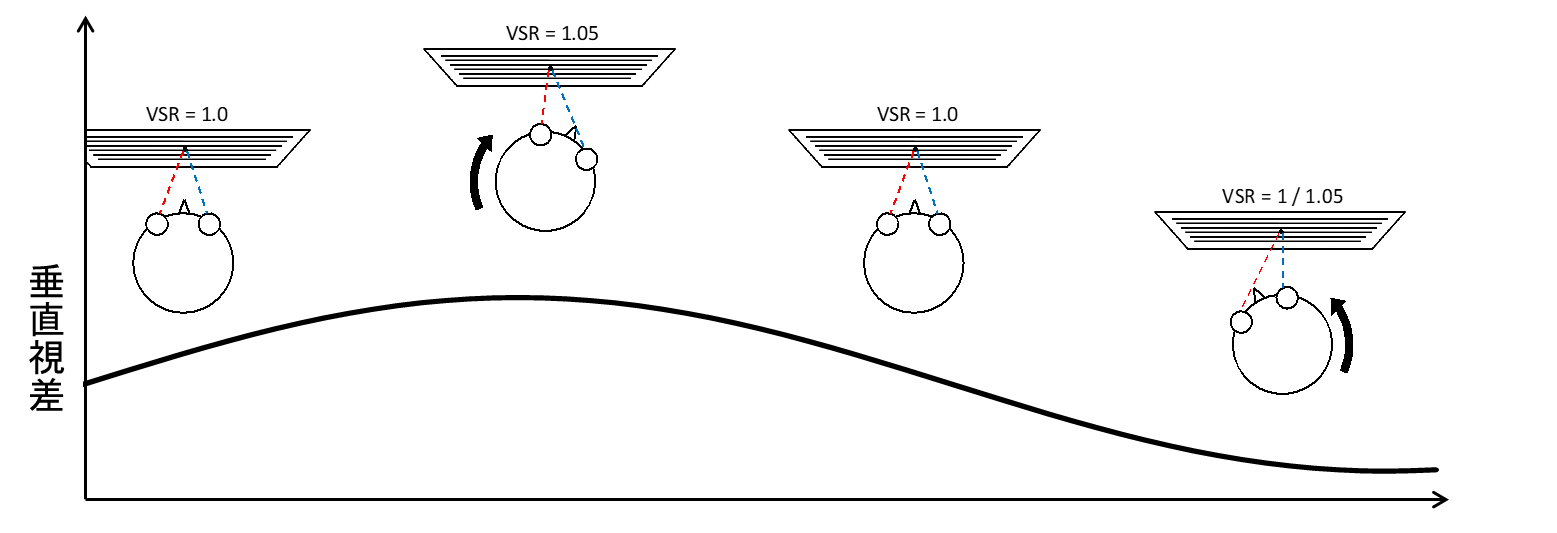 VSR = 1.05
VSR = 1.0
VSR = 1.0
VSR = 1 / 1.05
垂直視差